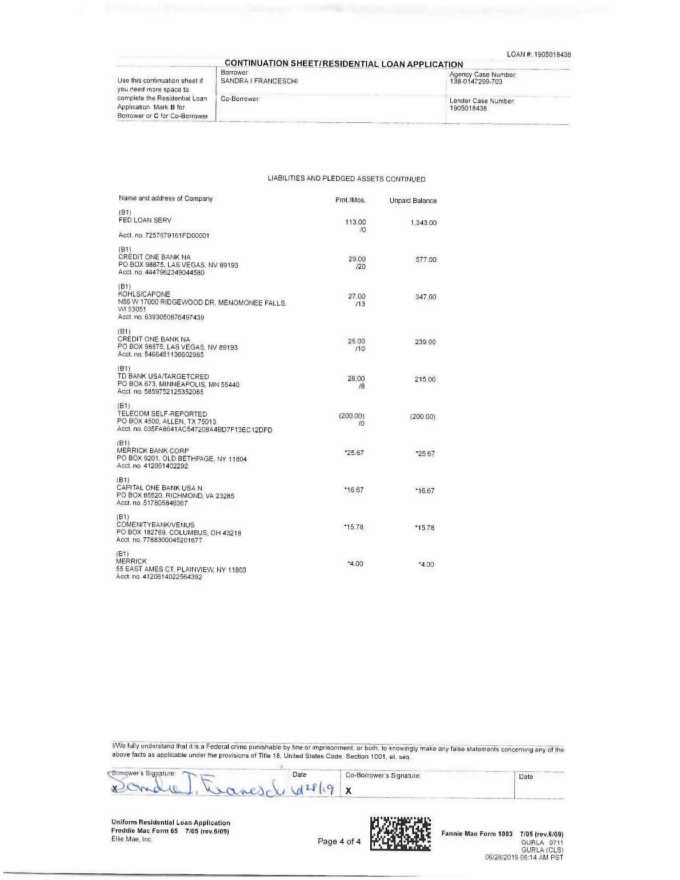 LOAN #: 1905018438
CONTINUATION SHEET/RESIDENTIAL LOAN APPLICATION
Use this continuation sheet if
you need more space to
complete the Residential Loan
Application. Mark B for
Borrower or C for Co-Borrower
Borrower:
SANDRA I FRANCESCHI
Agency Case Number:
138-0147299-703
Co-Borrower:
Lender Case Number:
1905018438
LIABILITIES AND PLEDGED ASSETS CONTINUED
Name and address of Company Pmt./Mos. Unpaid Balance
(B1)
FED LOAN SERV 113.00 1,343.00
/0
Acct. no. 7257679161FD00001
(B1)
CREDIT ONE BANK NA 29.00 577.00
PO BOX 98875, LAS VEGAS, NV 89193 /20
Acct. no. 4447962349044580
(B1)
KOHLS/CAPONE 27.00 347.00
N56 W 17000 RIDGEWOOD DR, MENOMONEE FALLS, /13
WI 53051
Acct. no. 6393050876497439
(B1)
CREDIT ONE BANK NA 25.00 239.00
PO BOX 98875, LAS VEGAS, NV 89193 /10
Acct. no.
(B1)
TD BANK USA/TARGETCRED 28.00 215.00
PO BOX 673, MINNEAPOLIS, MN 55440 /8
Acct. no. 5859752125352085
(B1)
TELECOM SELF-REPORTED (200.00) (200.00)
PO BOX 4500, ALLEN, TX 75013 /0
Acct. no.
(B1)
MERRICK BANK CORP *25.67 *25.67
PO BOX 9201, OLD BETHPAGE, NY 11804
Acct. no. 412061402292
(B1)
CAPITAL ONE BANK USA N *16.67 *16.67
PO BOX 85520, RICHMOND, VA 23285
Acct. no.
(B1)
COMENITYBANK/VENUS *15.78 *15.78
PO BOX 182789, COLUMBUS, OH 43218
Acct. no. 7788300045201677
(B1)
MERRICK *4.00 *4.00
55 EAST AMES CT, PLAINVIEW, NY 11803
Acct. no. 4120614022564392
I/We fully understand that it is a Federal crime punishable by fine or imprisonment, or both, to knowingly make any false statements concerning any of the
above facts as applicable under the provisions of Title 18, United States Code, Section 1001, et. seq.
Borrower's Signature: Date Co-Borrower's Signature: Date
X Sandra I. Franceschi 6/28/19 X
Uniform Residential Loan Application
Freddie Mac Form 65 7/05 (rev.6/09)
Ellie Mae, Inc.
Page 4 of 4
Fannie Mae Form 1003 7/05 (rev.6/09)
GURLA 0711
GURLA (CLS)
06/28/2019 06:14 AM PST